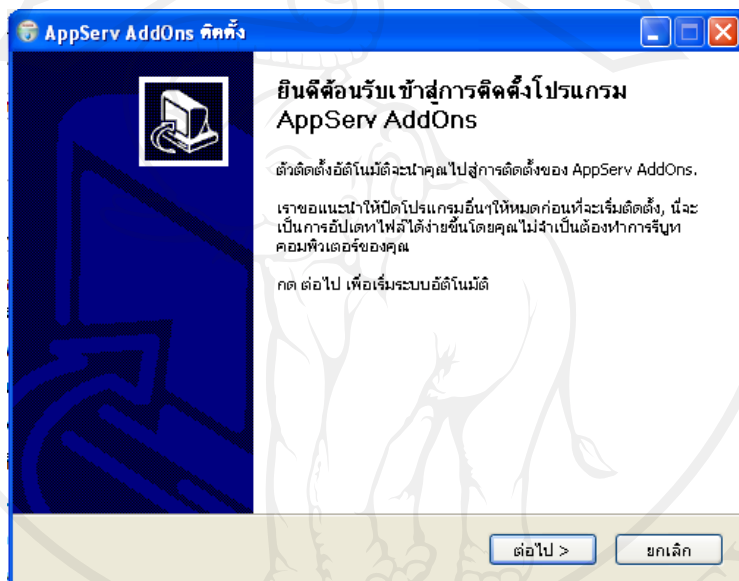 AppServ AddOns ติดตั้ง
ยินดีต้อนรับเข้าสู่การติดตั้งโปรแกรม
AppServ AddOns
ตัวติดตั้งอัติโนมัติจะนำคุณไปสู่การติดตั้งของ AppServ AddOns.
เราขอแนะนำให้ปิดโปรแกรมอื่นๆให้หมดก่อนที่จะเริ่มติดตั้ง, นี่จะ
เป็นการอัปเดทไฟล์ได้ง่ายขึ้นโดยคุณไม่จำเป็นต้องทำการรีบูท
คอมพิวเตอร์ของคุณ
กด ต่อไป เพื่อเริ่มระบบอัติโนมัติ
ต่อไป >
ยกเลิก